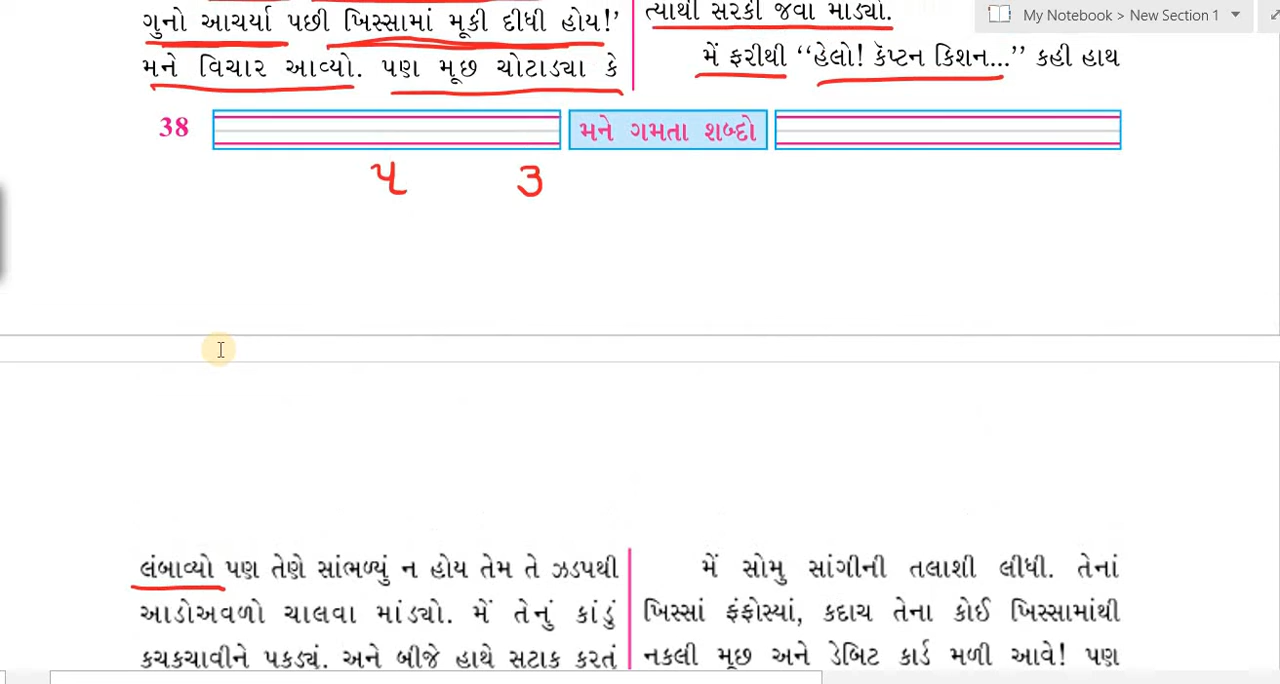 My Notebook > New Section 1
ગુનો આચર્યા પછી ખિસ્સામાં મૂકી દીધી હોય!’
મને વિચાર આવ્યો. પણ મૂછ ચોટાડ્યા કે
ત્યાથી સરકી જવા માડ્યો.
મેં ફરીથી “હેલો! કૅપ્ટન કિશન...” કહી હાથ
38
મને ગમતા શબ્દો
૫ ૩
લંબાવ્યો પણ તેણે સાંભળ્યું ન હોય તેમ તે ઝડપથી
આડોઅવળો ચાલવા માંડ્યો. મેં તેનું કાંડું
કચકચાવીને પકડ્યું. અને બીજે હાથે સટાક કરતં
મેં સોમુ સાંગીની તલાશી લીધી. તેનાં
ખિસ્સાં ફંફોસ્યાં, કદાચ તેના કોઈ ખિસ્સામાંથી
નકલી મૂછ અને ડેબિટ કાર્ડ મળી આવે! પણ